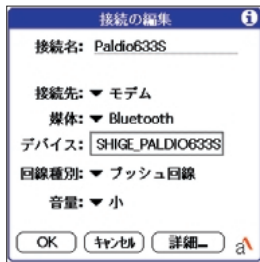 接続の編集
接続名: Paldio633S
接続先: モデム
媒体: Bluetooth
デバイス: SHIGE_PALDIO633S
回線種別: プッシュ回線
音量: 小
OK キャンセル 詳細...
a